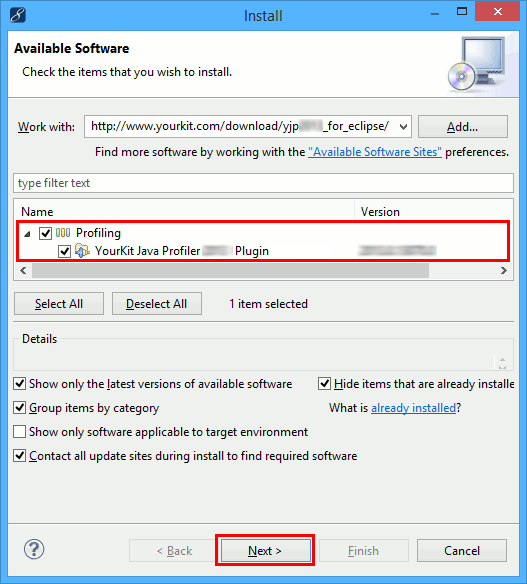 Install
Available Software
Check the items that you wish to install.
Work with: http://www.yourkit.com/download/yjp _for_eclipse/ Add...
Find more software by working with the "Available Software Sites" preferences.
type filter text
Name Version
Profiling
YourKit Java Profiler Plugin
Select All Deselect All 1 item selected
Details
Show only the latest versions of available software Hide items that are already installe
Group items by category What is already installed?
Show only software applicable to target environment
Contact all update sites during install to find required software
? < Back Next > Finish Cancel